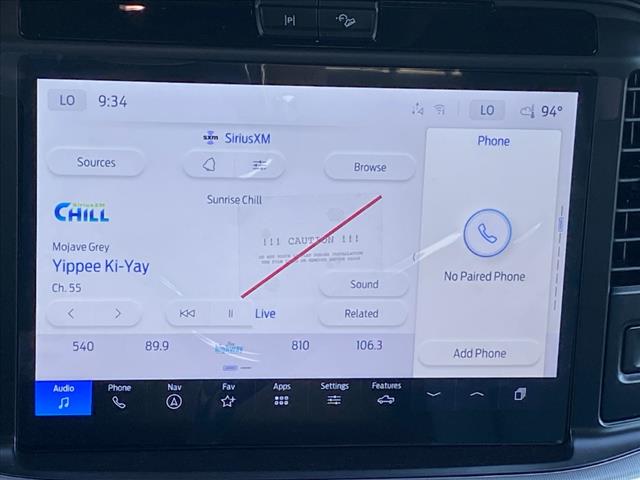 P
LO 9:34
LO 94°
sxm SiriusXM
Phone
Sources
Browse
SiriusXM
CHILL
Sunrise Chill
!!! CAUTION !!!
Mojave Grey
Yippee Ki-Yay
Ch. 55
No Paired Phone
Sound
Live
Related
540 89.9 810 106.3
Add Phone
Audio Phone Nav Fav Apps Settings Features